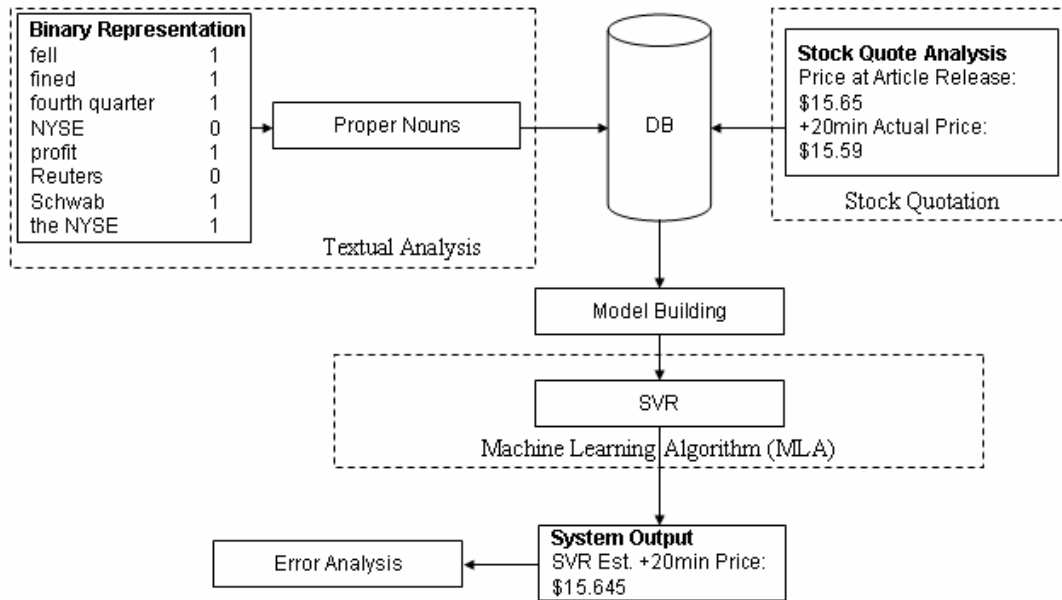 Binary Representation
fell 1
fined 1
fourth quarter 1
NYSE 0
profit 1
Reuters 0
Schwab 1
the NYSE 1
Proper Nouns
Textual Analysis
DB
Stock Quote Analysis
Price at Article Release:
$15.65
+20min Actual Price:
$15.59
Stock Quotation
Model Building
SVR
Machine Learning Algorithm (MLA)
System Output
SVR Est. +20min Price:
$15.645
Error Analysis